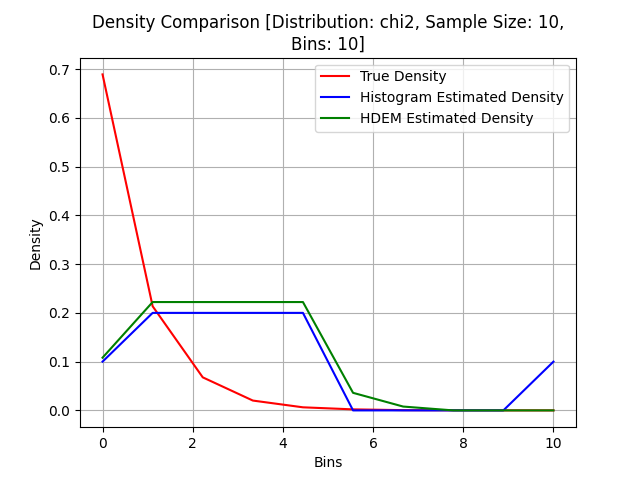 Density Comparison [Distribution: chi2, Sample Size: 10,
Bins: 10]
True Density
Histogram Estimated Density
HDEM Estimated Density
Density
0.7
0.6
0.5
0.4
0.3
0.2
0.1
0.0
0 2 4 6 8 10
Bins